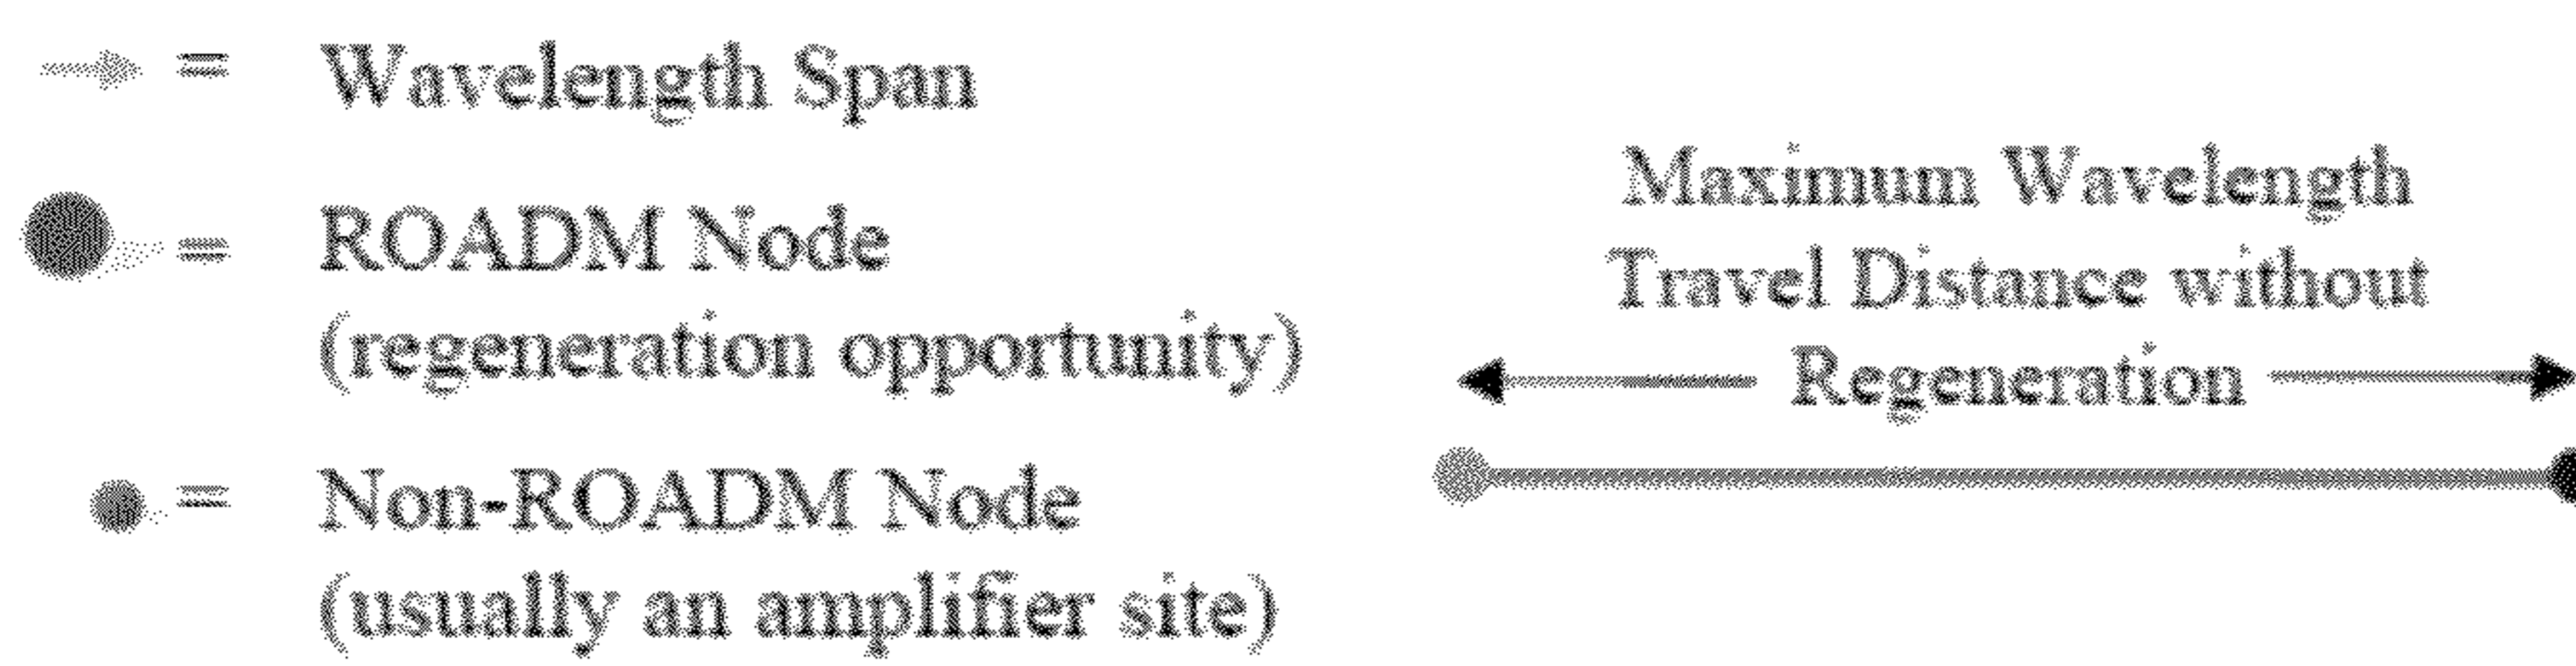 = Wavelength Span
= ROADM Node
(regeneration opportunity)
= Non-ROADM Node
(usually an amplifier site)
Maximum Wavelength
Travel Distance without
Regeneration